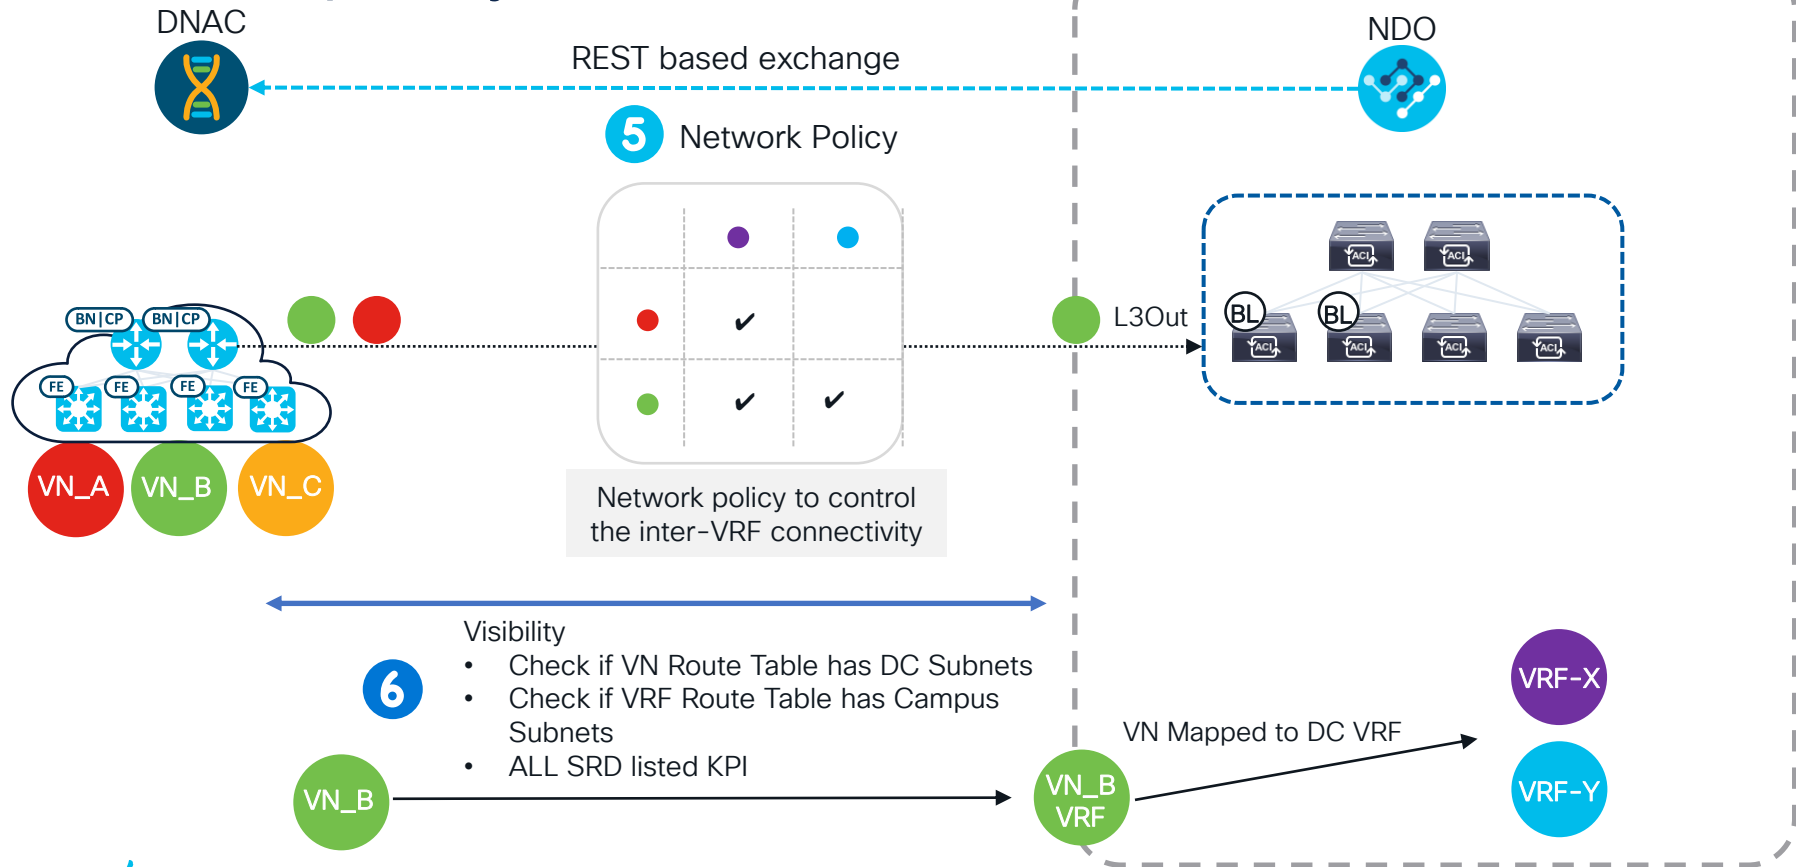 DNAC
NDO
REST based exchange
5 Network Policy
BN|CP BN|CP
FE FE FE FE
VN_A VN_B VN_C
✔
✔ ✔
L3Out
BL BL
ACI ACI
ACI ACI ACI ACI
Network policy to control
the inter-VRF connectivity
6
Visibility
• Check if VN Route Table has DC Subnets
• Check if VRF Route Table has Campus
Subnets
• ALL SRD listed KPI
VN_B
VN_B
VRF
VN Mapped to DC VRF
VRF-X
VRF-Y